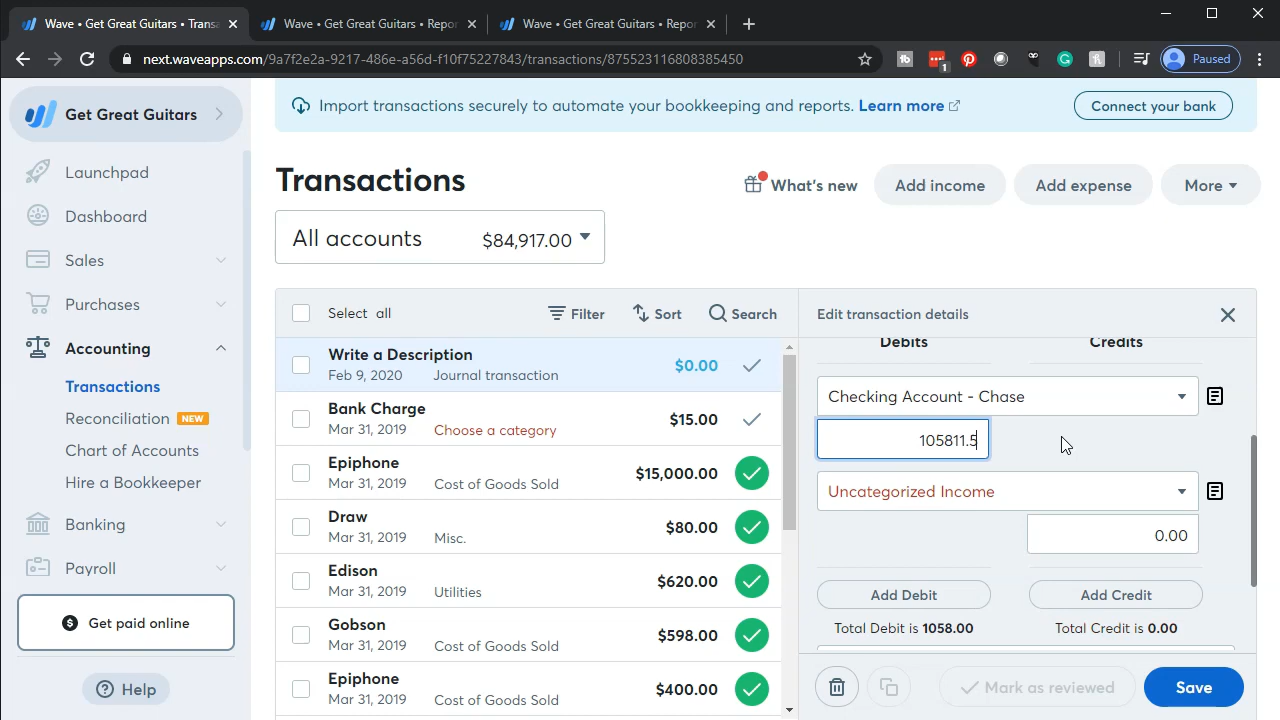 Wave • Get Great Guitars • Transa
Wave • Get Great Guitars • Repor
Wave • Get Great Guitars • Repor
next.waveapps.com/9a7f2e2a-9217-486e-a56d-f10f75227843/transactions/875523116808385450
1
Paused
Get Great Guitars
Launchpad
Dashboard
Sales
Purchases
Accounting
Transactions
Reconciliation NEW
Chart of Accounts
Hire a Bookkeeper
Banking
Payroll
$ Get paid online
? Help
Import transactions securely to automate your bookkeeping and reports. Learn more
Connect your bank
Transactions
What's new
Add income
Add expense
More
All accounts $84,917.00
Select all
Filter
Sort
Search
Write a Description $0.00
Feb 9, 2020 Journal transaction
Bank Charge $15.00
Mar 31, 2019 Choose a category
Epiphone $15,000.00
Mar 31, 2019 Cost of Goods Sold
Draw $80.00
Mar 31, 2019 Misc.
Edison $620.00
Mar 31, 2019 Utilities
Gobson $598.00
Mar 31, 2019 Cost of Goods Sold
Epiphone $400.00
Mar 31, 2019 Cost of Goods Sold
Edit transaction details
Debits Credits
Checking Account - Chase
105811.5
Uncategorized Income
0.00
Add Debit Add Credit
Total Debit is 1058.00 Total Credit is 0.00
Mark as reviewed
Save